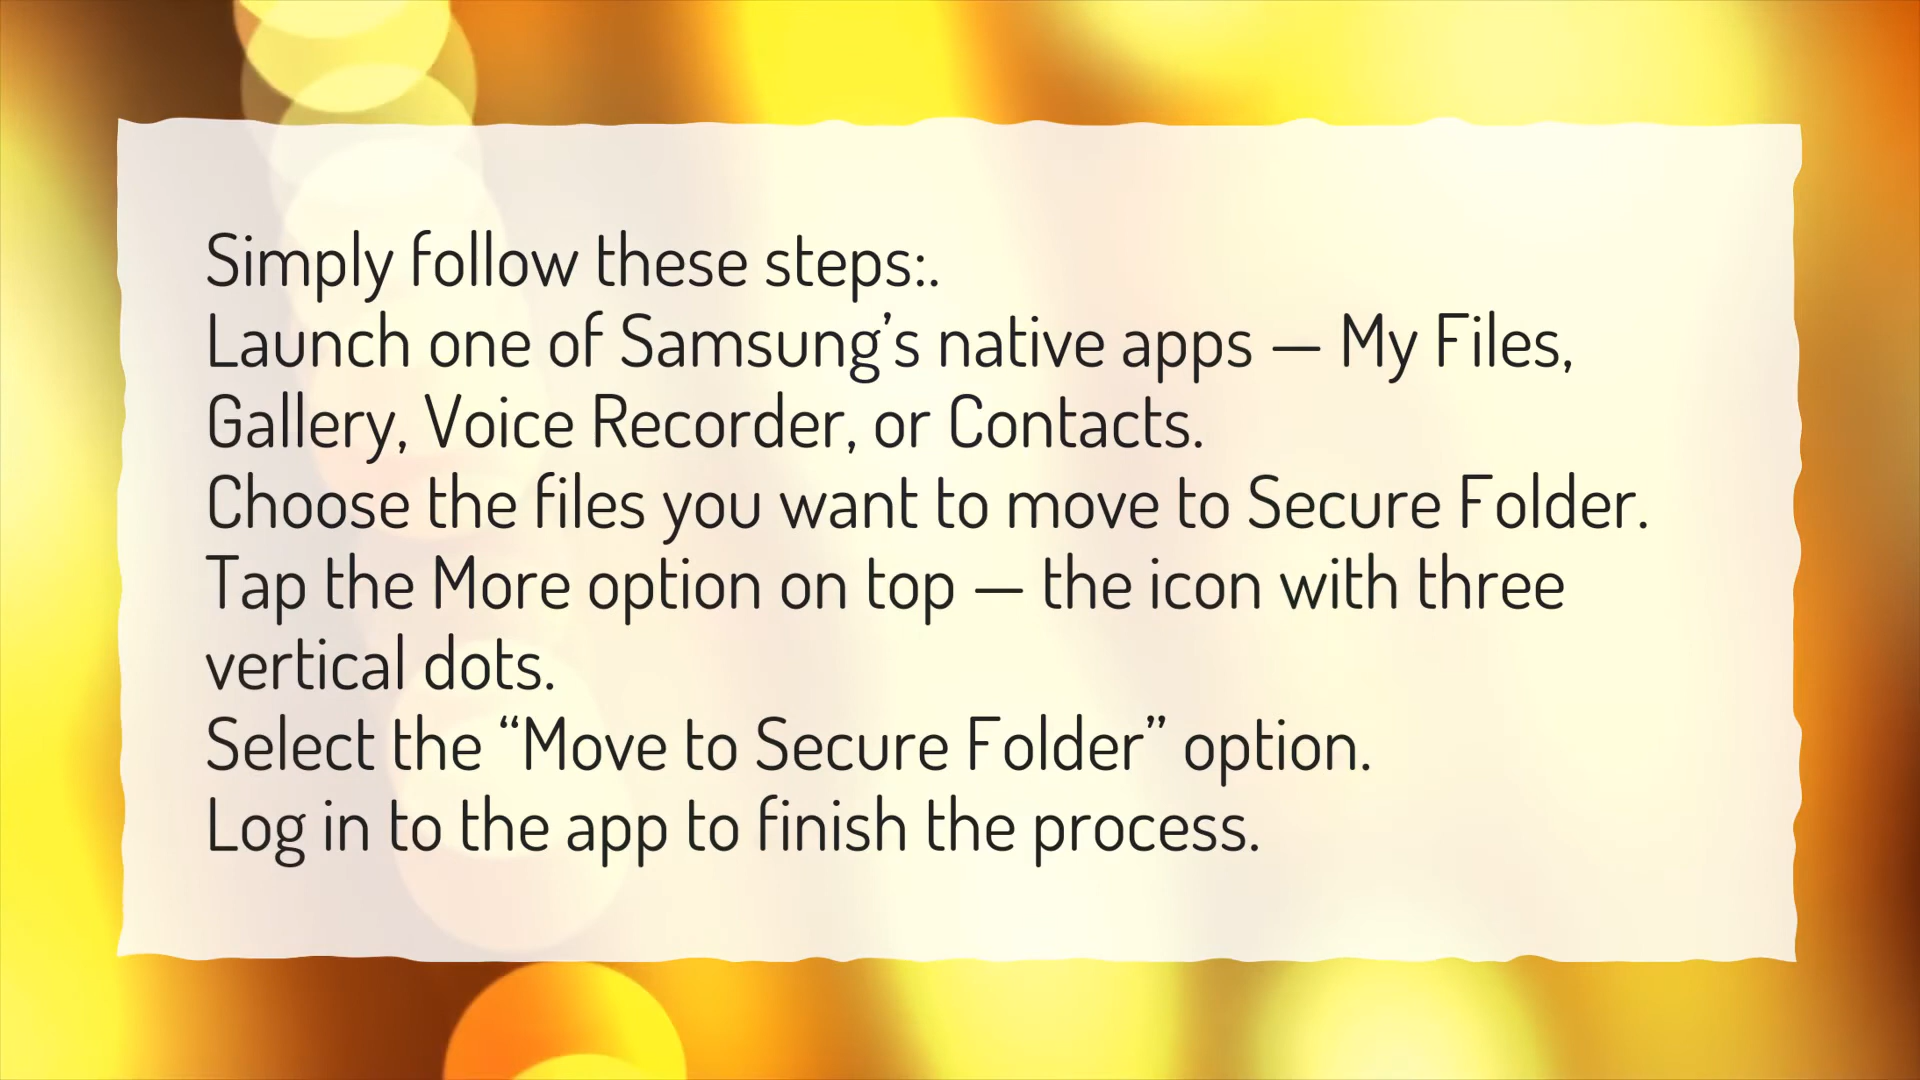 Simply follow these steps:.
Launch one of Samsung’s native apps — My Files,
Gallery, Voice Recorder, or Contacts.
Choose the files you want to move to Secure Folder.
Tap the More option on top — the icon with three
vertical dots.
Select the “Move to Secure Folder” option.
Log in to the app to finish the process.